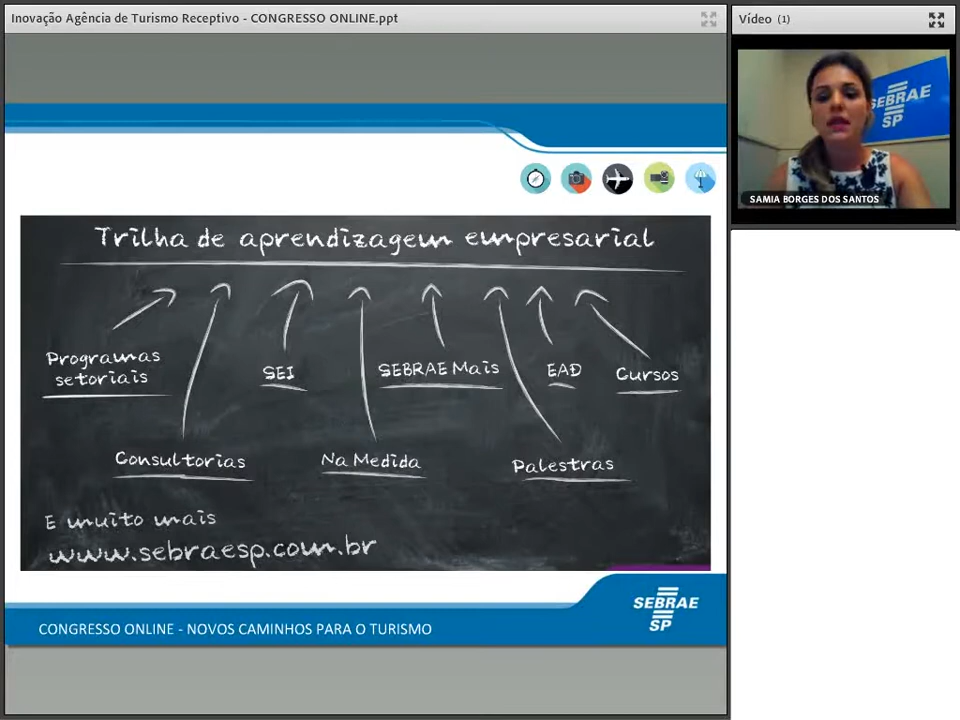 Inovação Agência de Turismo Receptivo - CONGRESSO ONLINE.ppt
Vídeo (1)
SEBRAE
SP
SAMIA BORGES DOS SANTOS
Trilha de aprendizagem empresarial
Programas
setoriais
SEI
SEBRAE Mais
EAD
Cursos
Consultorias
Na Medida
Palestras
E muito mais
www.sebraesp.com.br
SEBRAE
SP
CONGRESSO ONLINE - NOVOS CAMINHOS PARA O TURISMO